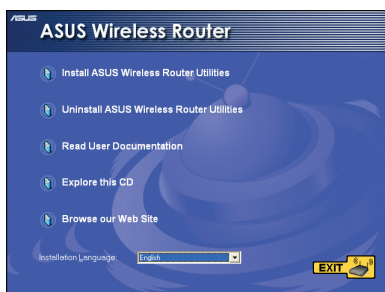 ASUS
ASUS Wireless Router
Install ASUS Wireless Router Utilities
Uninstall ASUS Wireless Router Utilities
Read User Documentation
Explore this CD
Browse our Web Site
Installation Language: English
EXIT